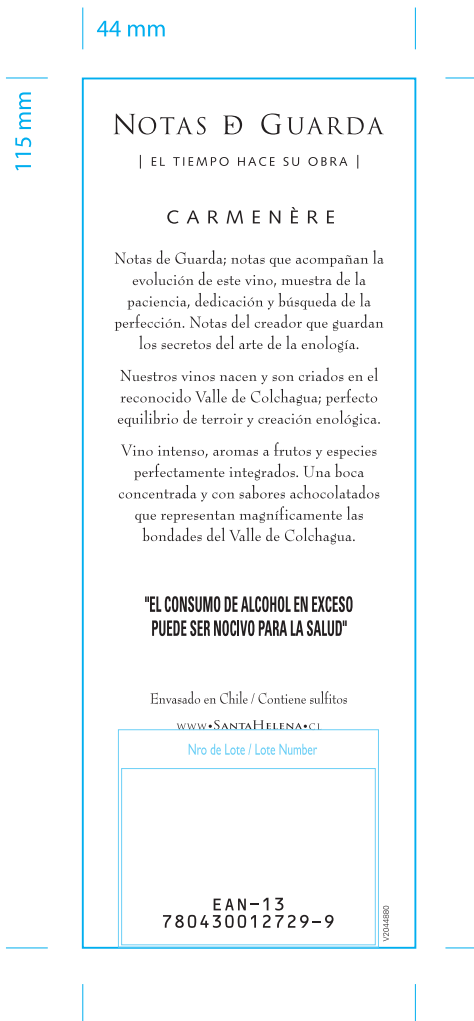 44 mm
115 mm
NOTAS DE GUARDA
| EL TIEMPO HACE SU OBRA |
CARMENÈRE
Notas de Guarda; notas que acompañan la
evolución de este vino, muestra de la
paciencia, dedicación y búsqueda de la
perfección. Notas del creador que guardan
los secretos del arte de la enología.
Nuestros vinos nacen y son criados en el
reconocido Valle de Colchagua; perfecto
equilibrio de terroir y creación enológica.
Vino intenso, aromas a frutos y especies
perfectamente integrados. Una boca
concentrada y con sabores achocolatados
que representan magníficamente las
bondades del Valle de Colchagua.
"EL CONSUMO DE ALCOHOL EN EXCESO
PUEDE SER NOCIVO PARA LA SALUD"
Envasado en Chile / Contiene sulfitos
WWW•SANTAHELENA•CL
Nro de Lote / Lote Number
EAN-13
780430012729-9
V2044880